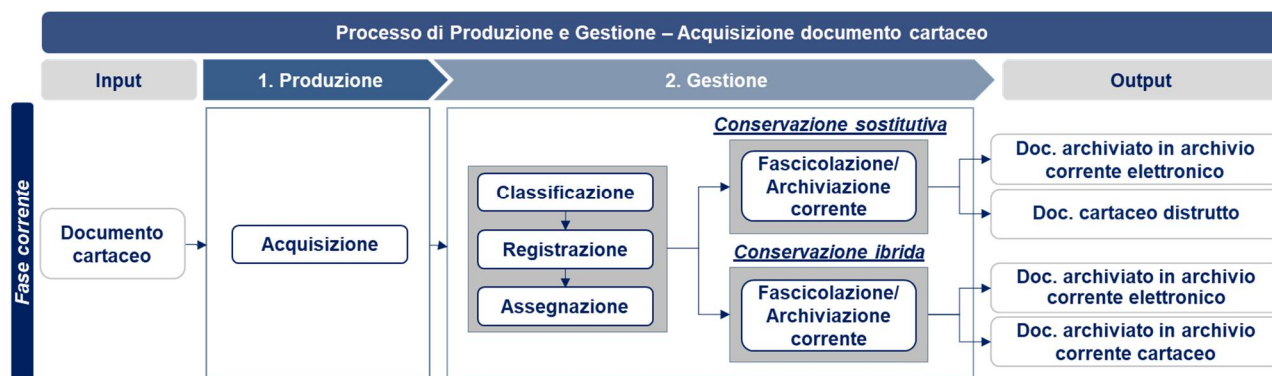 Processo di Produzione e Gestione – Acquisizione documento cartaceo
Input
1. Produzione
2. Gestione
Output
Fase corrente
Documento
cartaceo
Acquisizione
Classificazione
Registrazione
Assegnazione
Conservazione sostitutiva
Fascicolazione/
Archiviazione
corrente
Conservazione ibrida
Fascicolazione/
Archiviazione
corrente
Doc. archiviato in archivio
corrente elettronico
Doc. cartaceo distrutto
Doc. archiviato in archivio
corrente elettronico
Doc. archiviato in archivio
corrente cartaceo